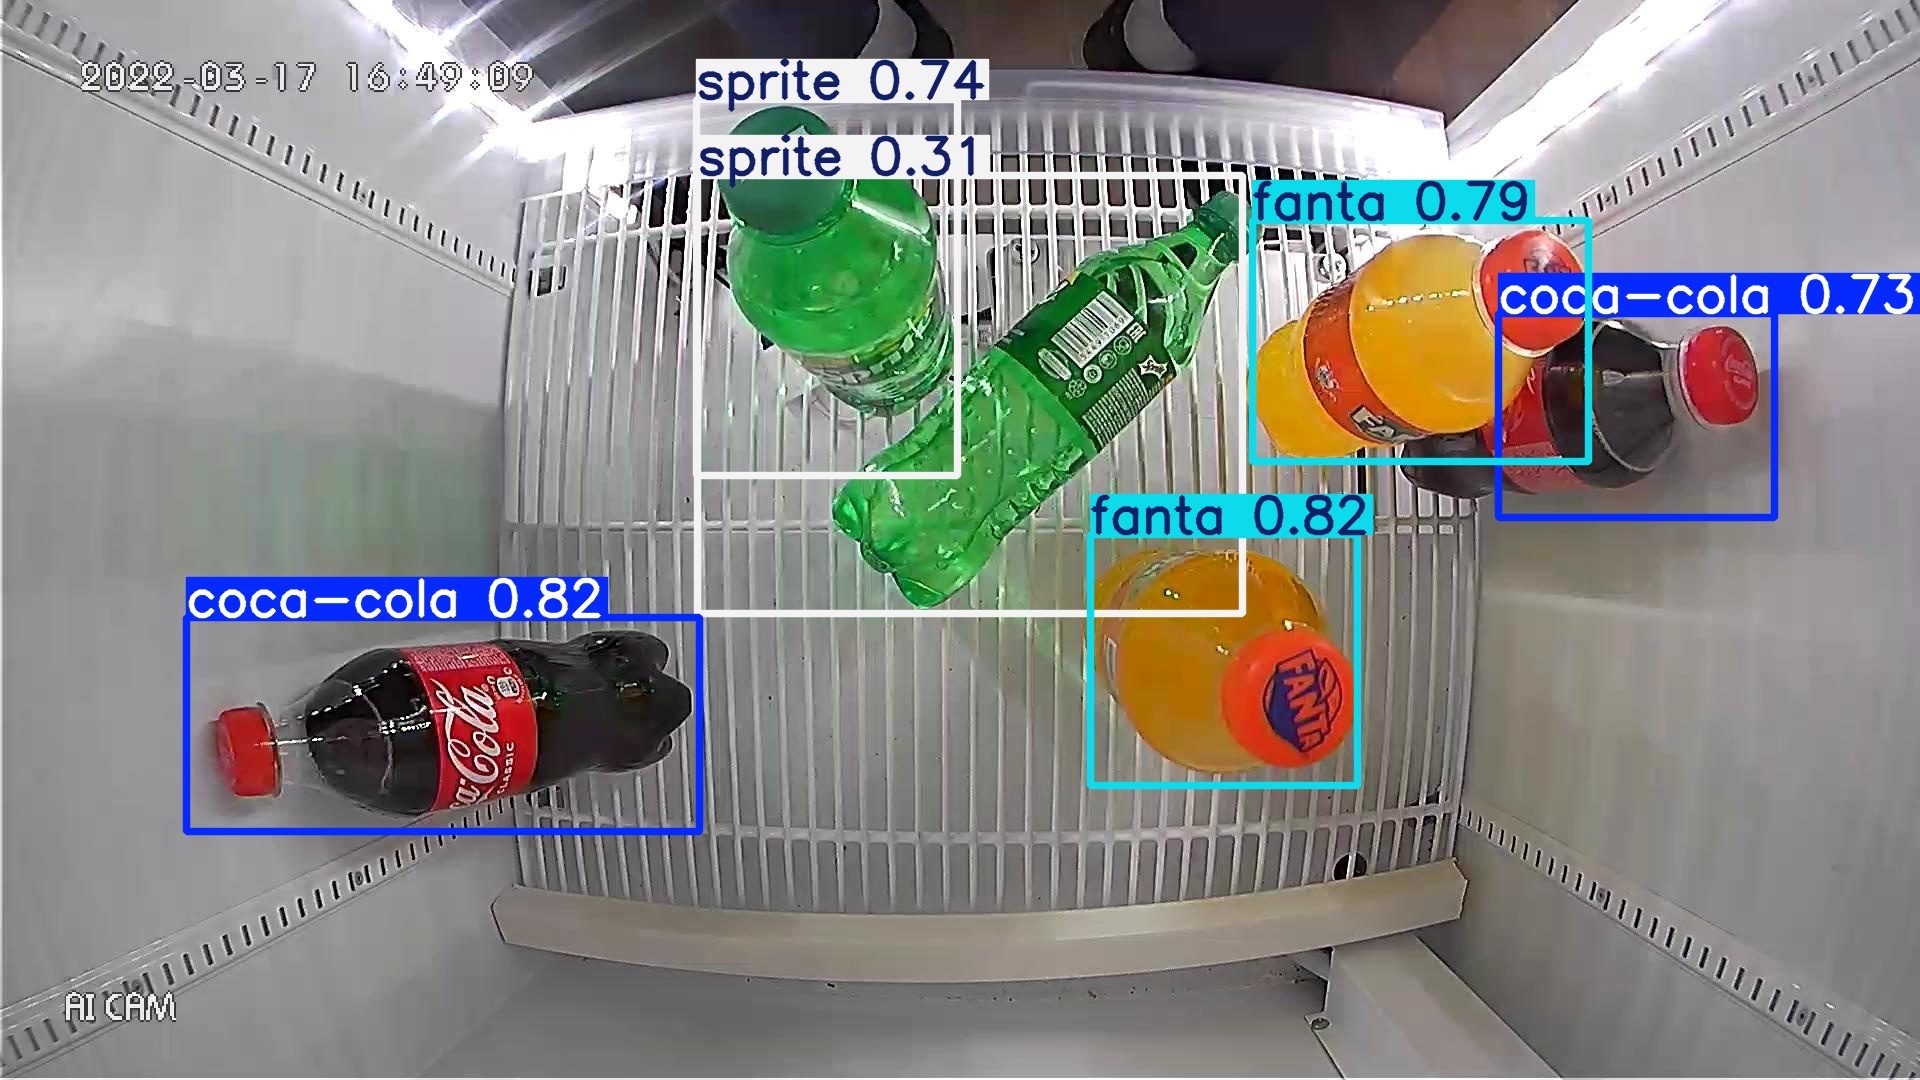 2022-03-17 16:49:09
sprite 0.74
sprite 0.31
fanta 0.79
coca-cola 0.73
fanta 0.82
coca-cola 0.82
Coca-Cola
CLASSIC
FANTA
AI CAM